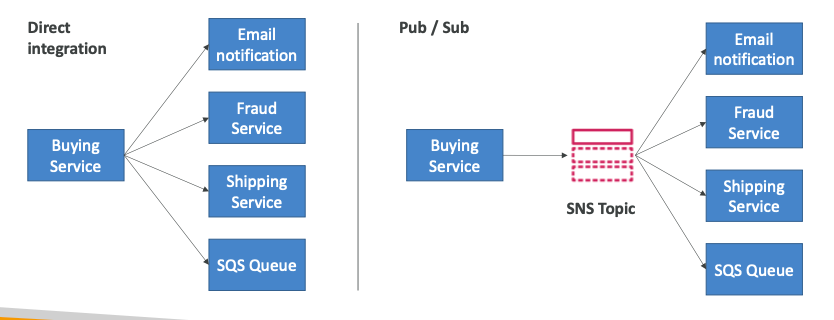 Direct
integration
Email
notification
Fraud
Service
Buying
Service
Shipping
Service
SQS Queue
Pub / Sub
Email
notification
Fraud
Service
Buying
Service
SNS Topic
Shipping
Service
SQS Queue